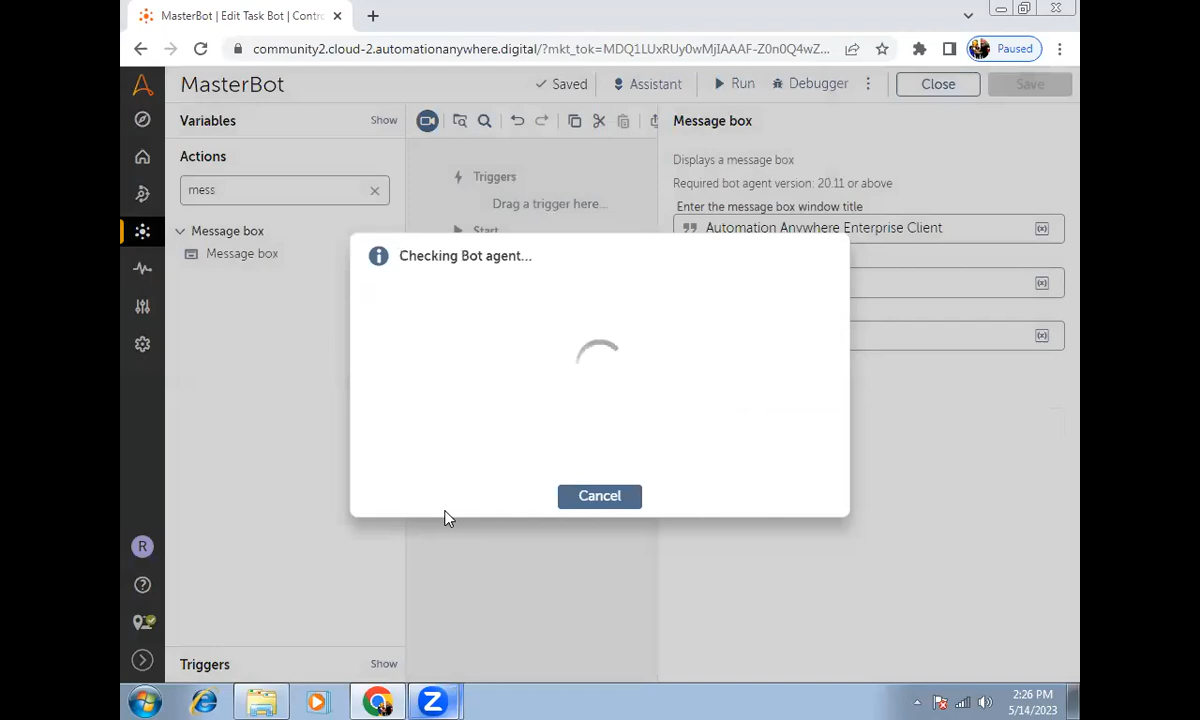 MasterBot | Edit Task Bot | Contro
community2.cloud-2.automationanywhere.digital/?mkt_tok=MDQ1LUxRUy0wMjIAAAF-Z0n0Q4wZ...
Paused
MasterBot
Saved
Assistant
Run
Debugger
Close
Save
Variables
Show
Message box
Actions
Displays a message box
mess
Triggers
Required bot agent version: 20.11 or above
Drag a trigger here...
Enter the message box window title
Message box
Start
Automation Anywhere Enterprise Client
Message box
Checking Bot agent...
Cancel
R
Triggers
Show
2:26 PM
5/14/2023